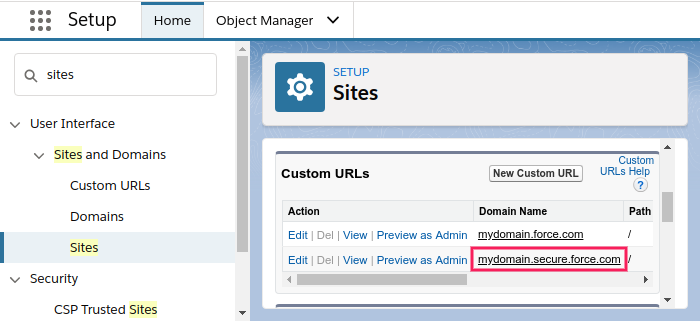 Setup
Home
Object Manager
sites
User Interface
Sites and Domains
Custom URLs
Domains
Sites
Security
CSP Trusted Sites
SETUP
Sites
Custom URLs
New Custom URL
Custom
URLs Help
?
Action Domain Name Path
Edit | Del | View | Preview as Admin mydomain.force.com /
Edit | Del | View | Preview as Admin mydomain.secure.force.com /